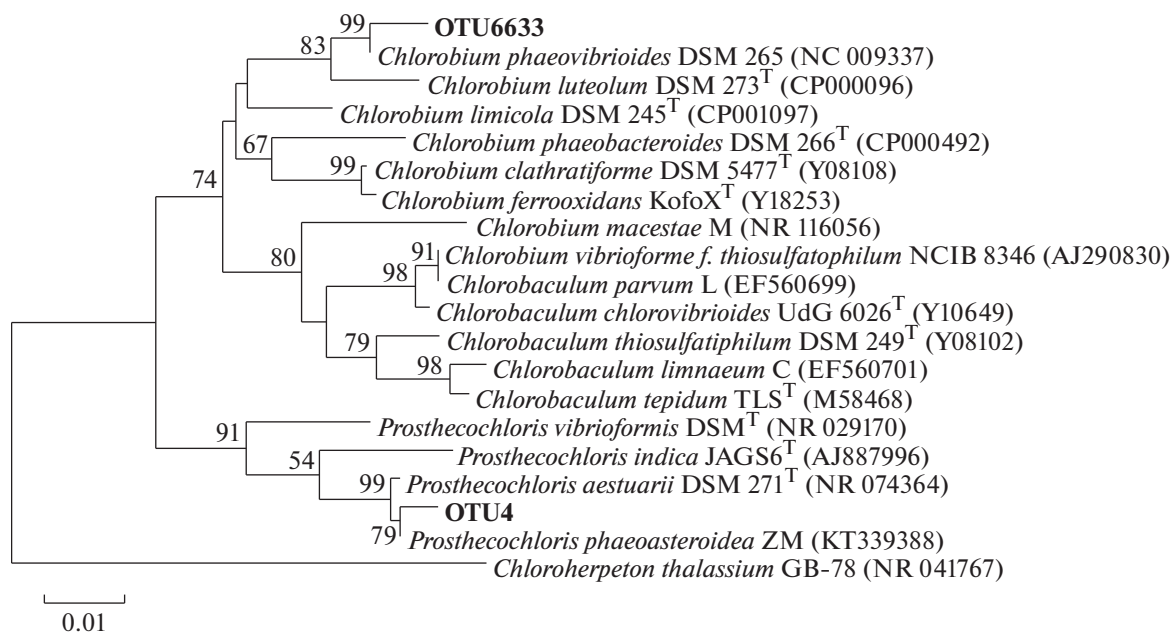 99
OTU6633
83
Chlorobium phaeovibrioides DSM 265 (NC 009337)
Chlorobium luteolum DSM 273ᵀ (CP000096)
Chlorobium limicola DSM 245ᵀ (CP001097)
67
Chlorobium phaeobacteroides DSM 266ᵀ (CP000492)
74
99
Chlorobium clathratiforme DSM 5477ᵀ (Y08108)
Chlorobium ferrooxidans KofoXᵀ (Y18253)
Chlorobium macestae M (NR 116056)
80
91
Chlorobium vibrioforme f. thiosulfatophilum NCIB 8346 (AJ290830)
98
Chlorobaculum parvum L (EF560699)
Chlorobaculum chlorovibrioides UdG 6026ᵀ (Y10649)
79
Chlorobaculum thiosulfatiphilum DSM 249ᵀ (Y08102)
98
Chlorobaculum limnaeum C (EF560701)
Chlorobaculum tepidum TLSᵀ (M58468)
91
Prosthecochloris vibrioformis DSMᵀ (NR 029170)
54
Prosthecochloris indica JAGS6ᵀ (AJ887996)
99
Prosthecochloris aestuarii DSM 271ᵀ (NR 074364)
OTU4
79
Prosthecochloris phaeoasteroidea ZM (KT339388)
Chloroherpeton thalassium GB-78 (NR 041767)
0.01